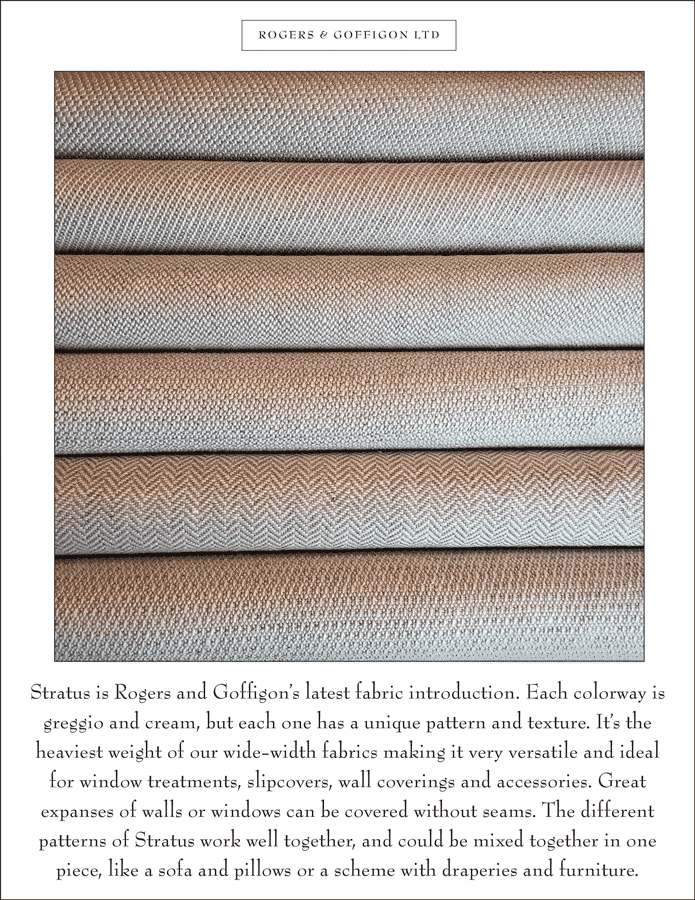 ROGERS & GOFFIGON LTD
Stratus is Rogers and Goffigon's latest fabric introduction. Each colorway is
greggio and cream, but each one has a unique pattern and texture. It's the
heaviest weight of our wide-width fabrics making it very versatile and ideal
for window treatments, slipcovers, wall coverings and accessories. Great
expanses of walls or windows can be covered without seams. The different
patterns of Stratus work well together, and could be mixed together in one
piece, like a sofa and pillows or a scheme with draperies and furniture.